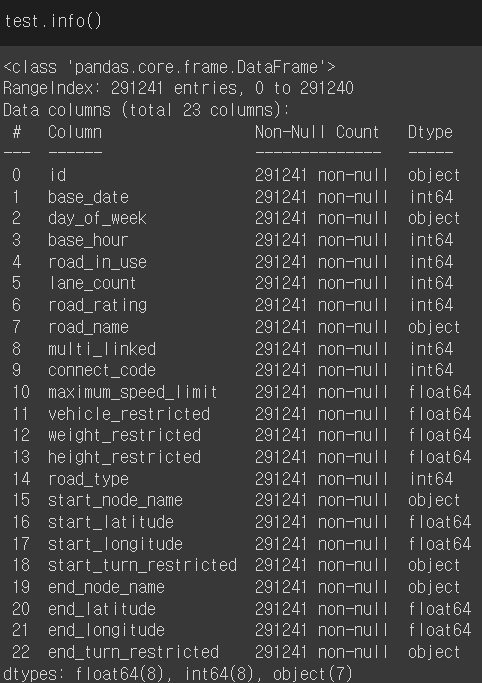 test.info()
<class 'pandas.core.frame.DataFrame'>
RangeIndex: 291241 entries, 0 to 291240
Data columns (total 23 columns):
 #   Column                 Non-Null Count   Dtype
---  ------                 --------------   -----
 0   id                     291241 non-null  object
 1   base_date              291241 non-null  int64
 2   day_of_week            291241 non-null  object
 3   base_hour              291241 non-null  int64
 4   road_in_use            291241 non-null  int64
 5   lane_count             291241 non-null  int64
 6   road_rating            291241 non-null  int64
 7   road_name              291241 non-null  object
 8   multi_linked           291241 non-null  int64
 9   connect_code           291241 non-null  int64
 10  maximum_speed_limit    291241 non-null  float64
 11  vehicle_restricted     291241 non-null  float64
 12  weight_restricted      291241 non-null  float64
 13  height_restricted      291241 non-null  float64
 14  road_type              291241 non-null  int64
 15  start_node_name        291241 non-null  object
 16  start_latitude         291241 non-null  float64
 17  start_longitude        291241 non-null  float64
 18  start_turn_restricted  291241 non-null  object
 19  end_node_name          291241 non-null  object
 20  end_latitude           291241 non-null  float64
 21  end_longitude          291241 non-null  float64
 22  end_turn_restricted    291241 non-null  object
dtypes: float64(8), int64(8), object(7)